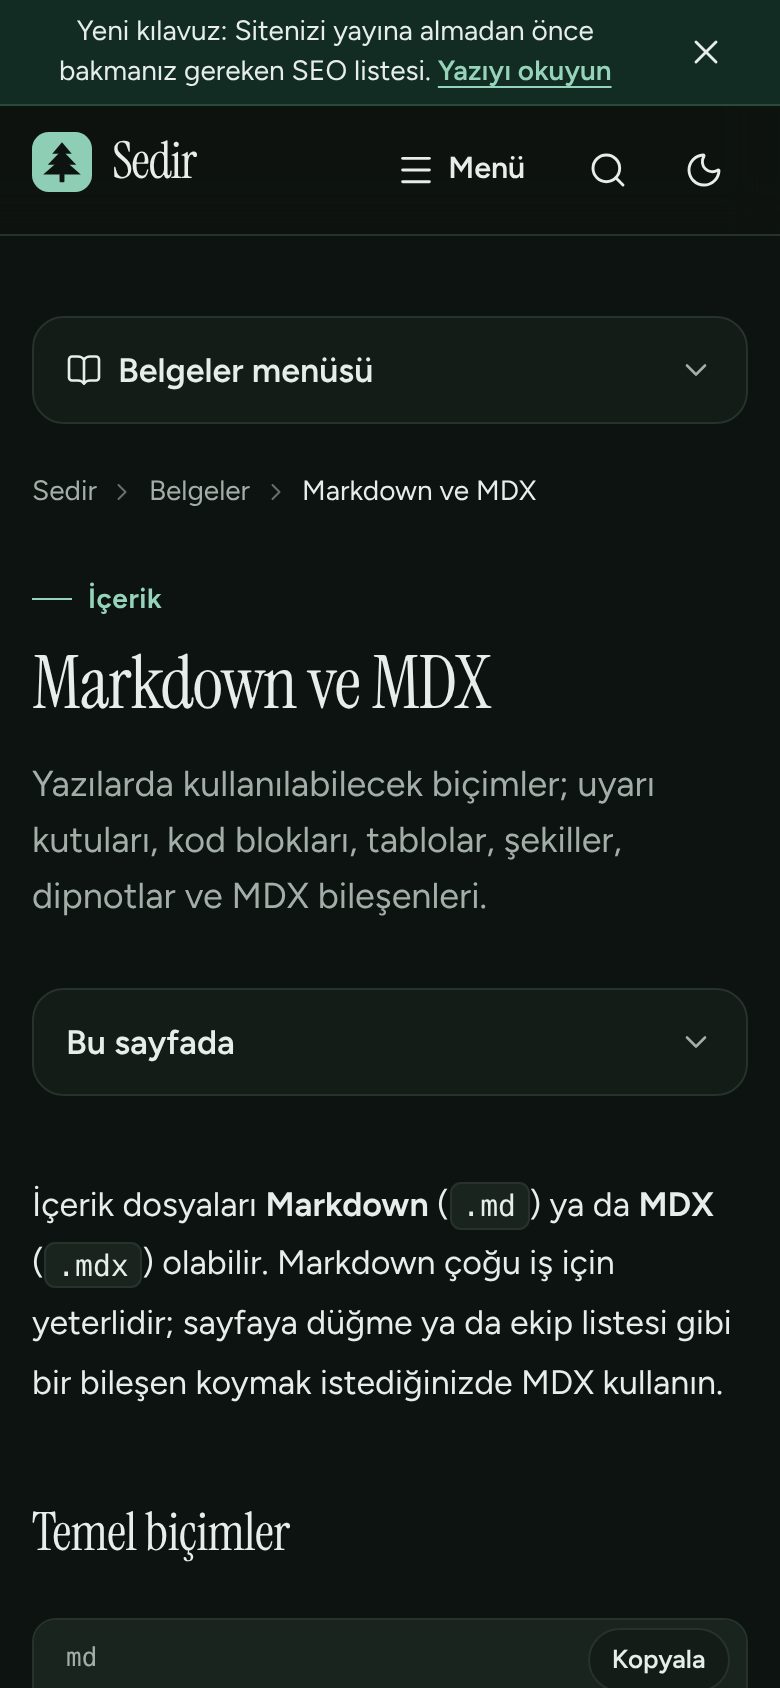 Yeni kılavuz: Sitenizi yayına almadan önce
bakmanız gereken SEO listesi. Yazıyı okuyun
Sedir
Menü
Belgeler menüsü
Sedir > Belgeler > Markdown ve MDX
İçerik
Markdown ve MDX
Yazılarda kullanılabilecek biçimler; uyarı
kutuları, kod blokları, tablolar, şekiller,
dipnotlar ve MDX bileşenleri.
Bu sayfada
İçerik dosyaları Markdown (.md) ya da MDX
(.mdx) olabilir. Markdown çoğu iş için
yeterlidir; sayfaya düğme ya da ekip listesi gibi
bir bileşen koymak istediğinizde MDX kullanın.
Temel biçimler
md
Kopyala